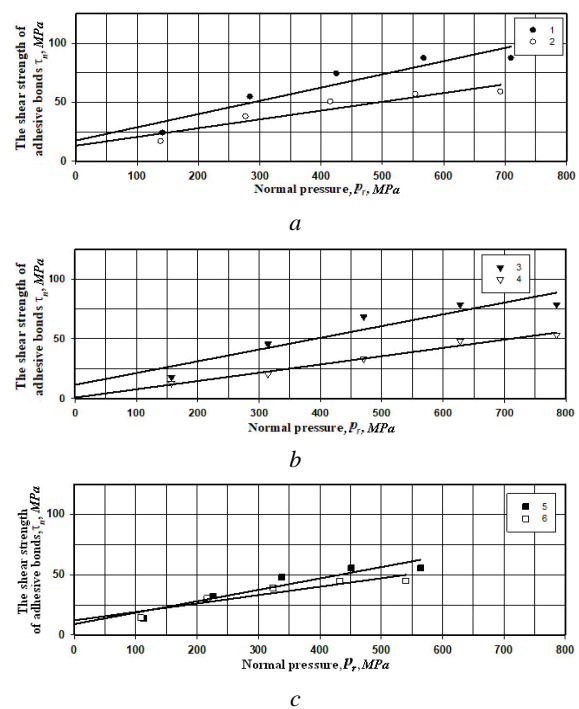 The shear strength of
adhesive bonds τn, MPa
100
50
0
1
2
0 100 200 300 400 500 600 700 800
Normal pressure, pr, MPa
a
The shear strength of
adhesive bonds τn, MPa
100
50
0
3
4
0 100 200 300 400 500 600 700 800
Normal pressure, pr, MPa
b
The shear strength
of adhesive bonds, τn, MPa
100
50
0
5
6
0 100 200 300 400 500 600 700 800
Normal pressure, pr, MPa
c